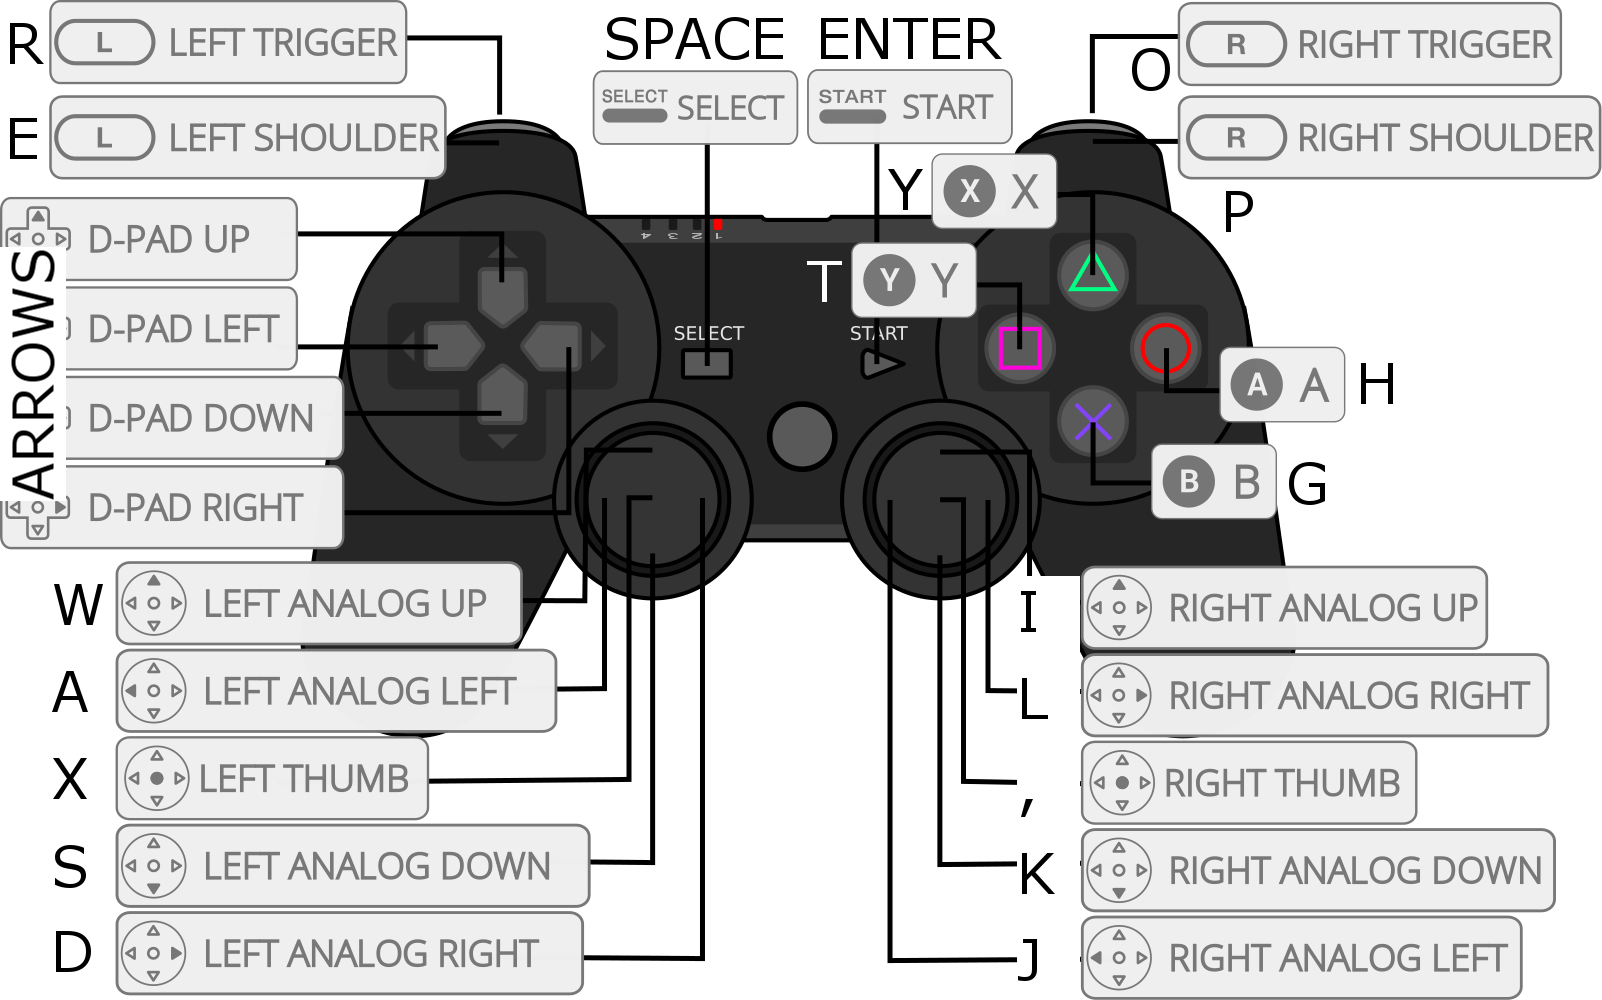 R
L LEFT TRIGGER
E
L LEFT SHOULDER
SPACE
SELECT SELECT
ENTER
START START
O
R RIGHT TRIGGER
R RIGHT SHOULDER
P
Y
X X
T
Y Y
A A
H
B B
G
ARROWS
D-PAD UP
D-PAD LEFT
D-PAD DOWN
D-PAD RIGHT
4 3 2 1
SELECT
START
W
LEFT ANALOG UP
A
LEFT ANALOG LEFT
X
LEFT THUMB
S
LEFT ANALOG DOWN
D
LEFT ANALOG RIGHT
I
RIGHT ANALOG UP
L
RIGHT ANALOG RIGHT
,
RIGHT THUMB
K
RIGHT ANALOG DOWN
J
RIGHT ANALOG LEFT